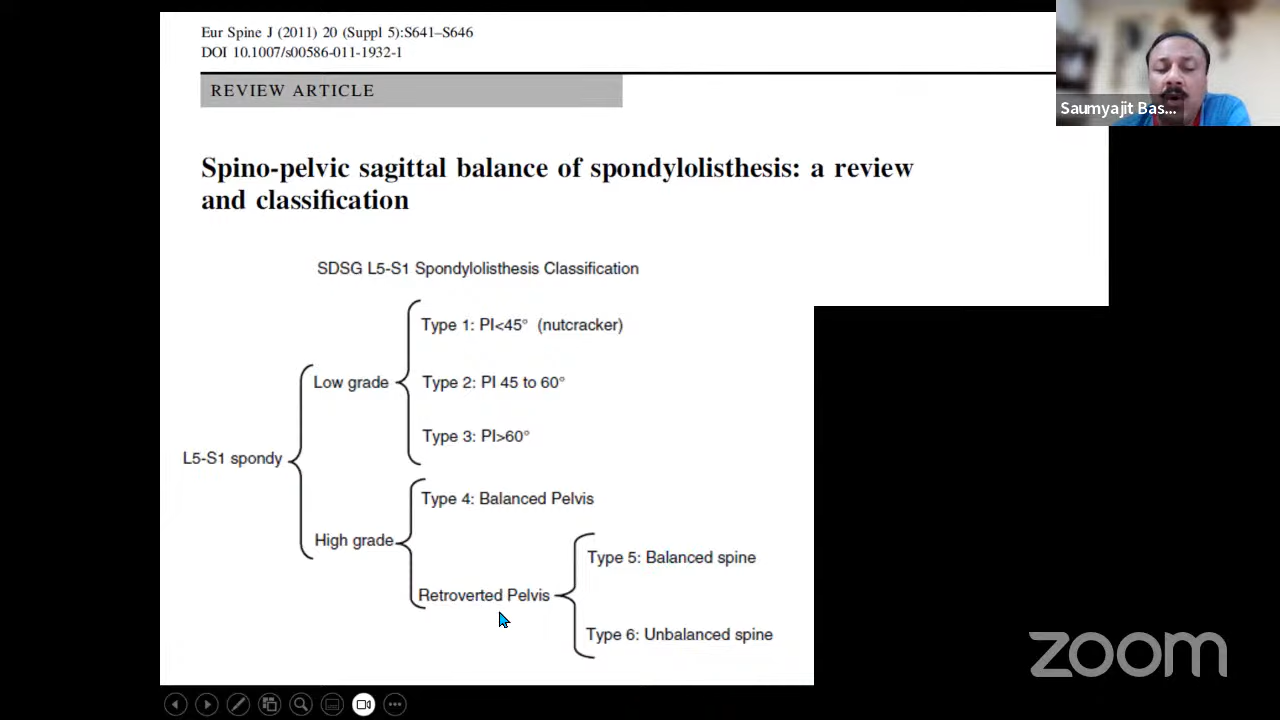 Eur Spine J (2011) 20 (Suppl 5):S641–S646
DOI 10.1007/s00586-011-1932-1
REVIEW ARTICLE
Spino-pelvic sagittal balance of spondylolisthesis: a review
and classification
SDSG L5-S1 Spondylolisthesis Classification
Type 1: PI<45° (nutcracker)
Low grade
Type 2: PI 45 to 60°
Type 3: PI>60°
L5-S1 spondy
Type 4: Balanced Pelvis
High grade
Type 5: Balanced spine
Retroverted Pelvis
Type 6: Unbalanced spine
Saumyajit Bas...
zoom